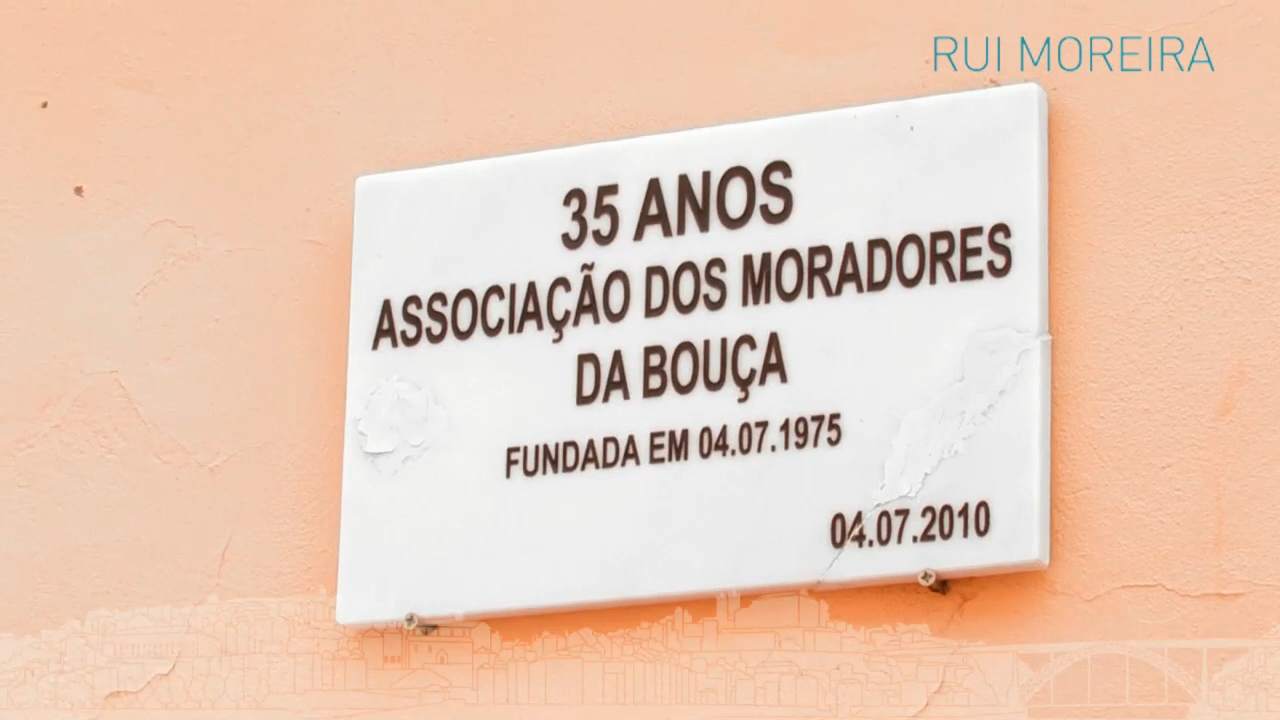 RUI MOREIRA
35 ANOS
ASSOCIAÇÃO DOS MORADORES
DA BOUÇA
FUNDADA EM 04.07.1975
04.07.2010